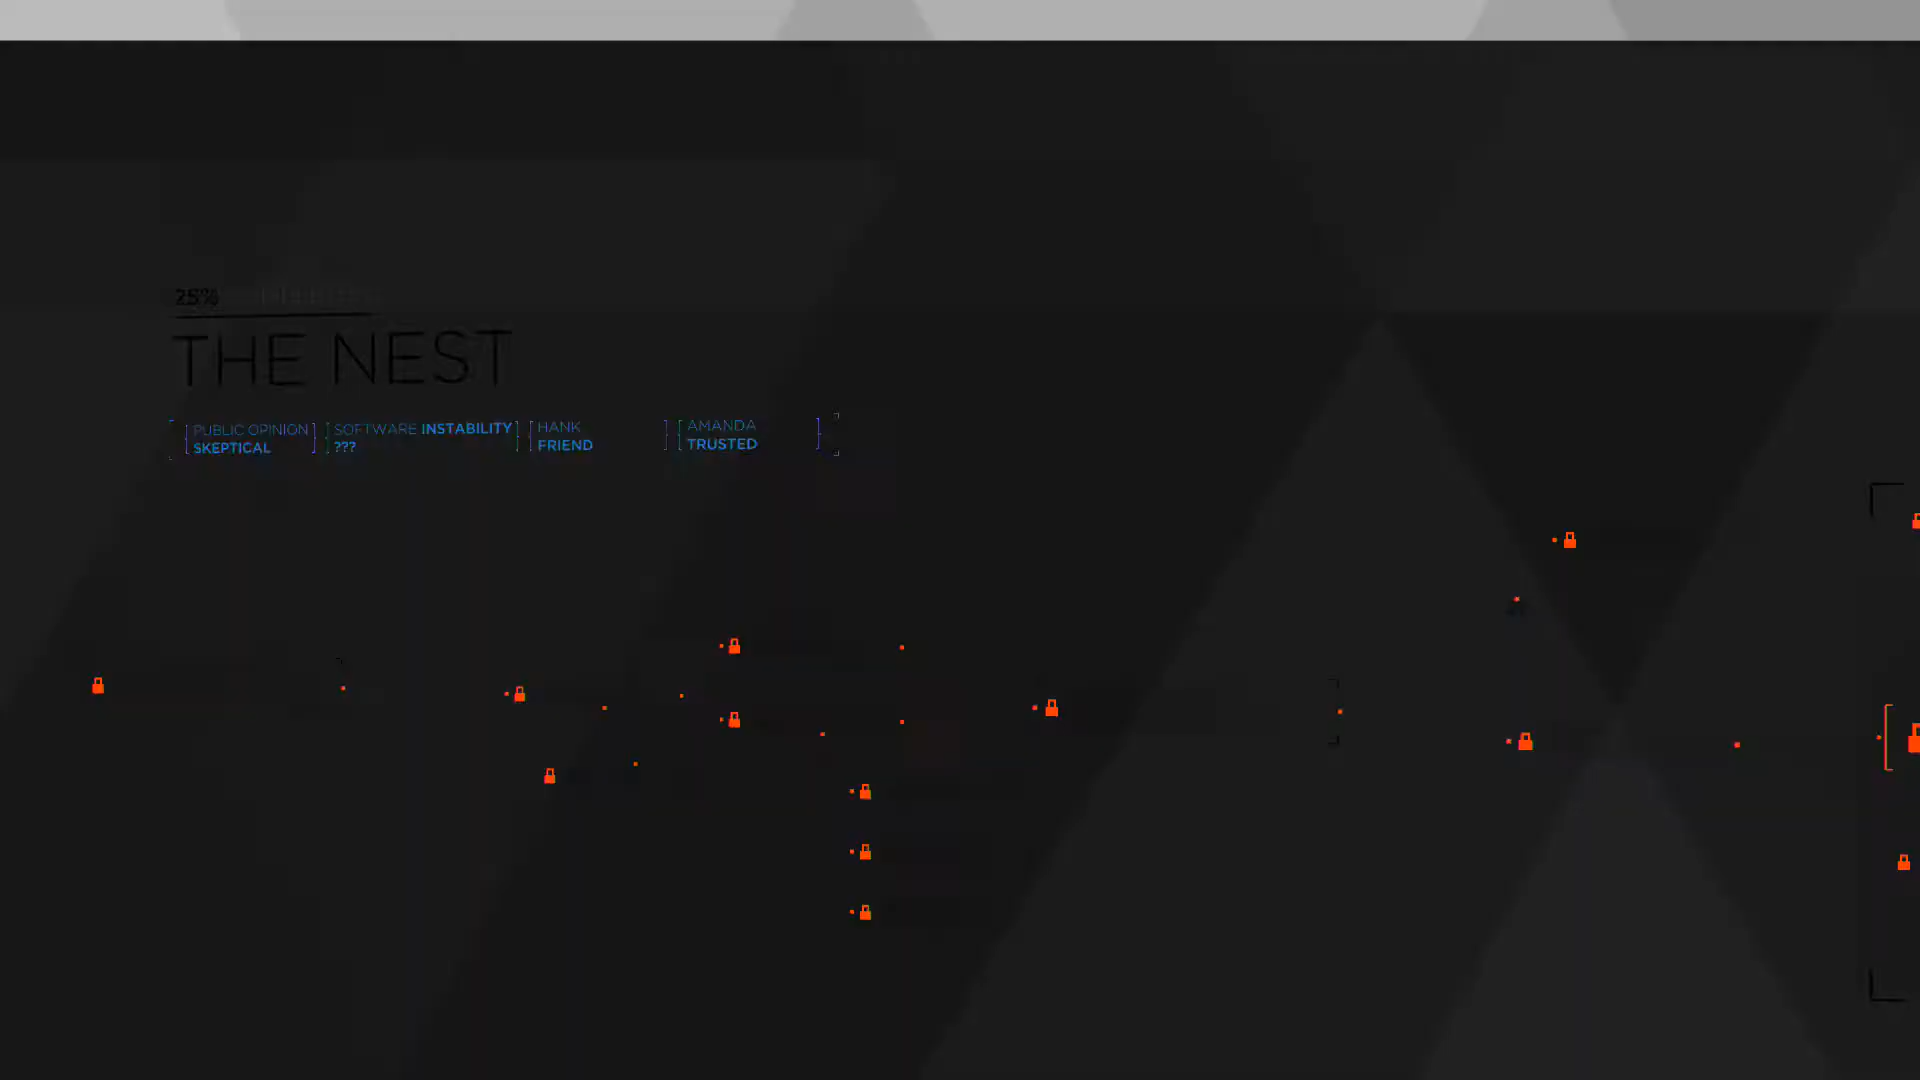 25%
THE NEST
PUBLIC OPINION SOFTWARE INSTABILITY HANK AMANDA
SKEPTICAL ??? FRIEND TRUSTED